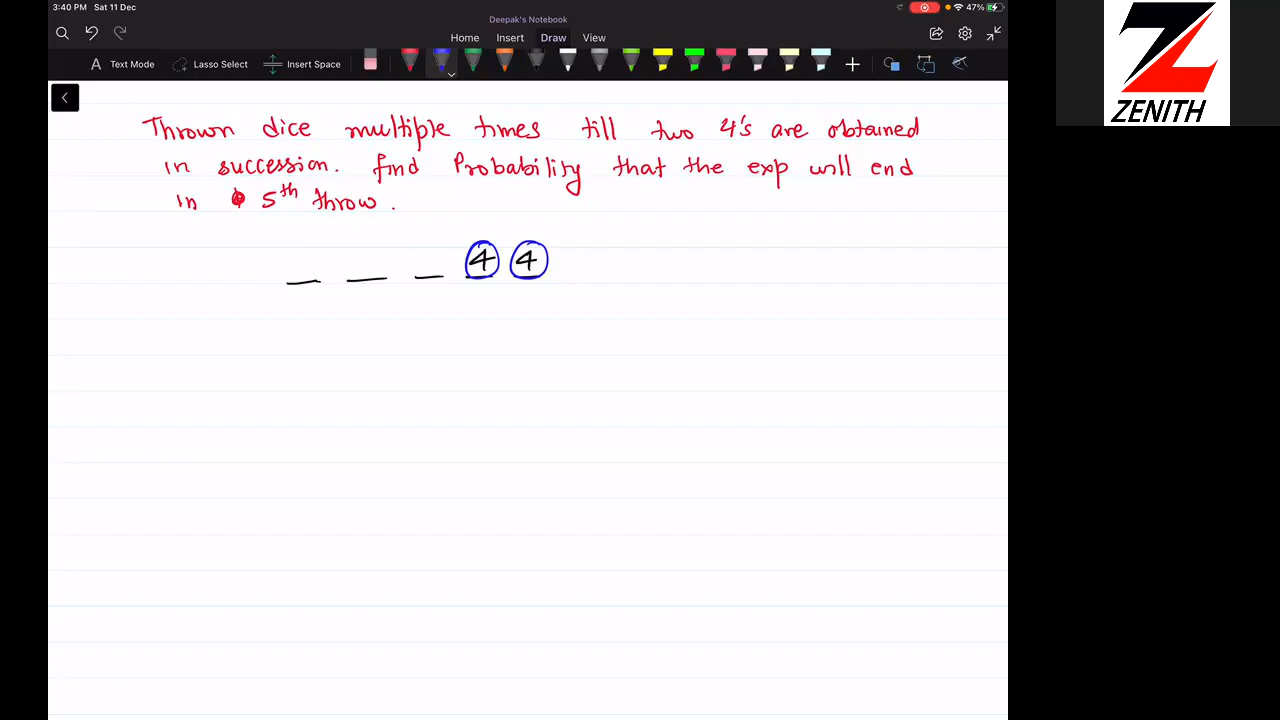 3:40 PM Sat 11 Dec
47%
Deepak's Notebook
Home Insert Draw View
Text Mode Lasso Select Insert Space
Thrown dice multiple times till two 4's are obtained
in succession. find Probability that the exp will end
in 5th throw.
4 4
ZENITH